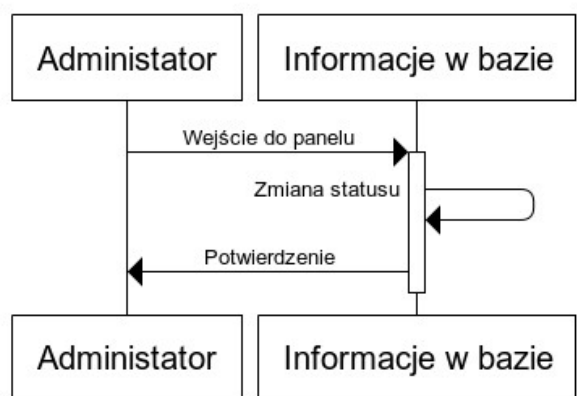 Administator
Informacje w bazie
Wejście do panelu
Zmiana statusu
Potwierdzenie
Administator
Informacje w bazie